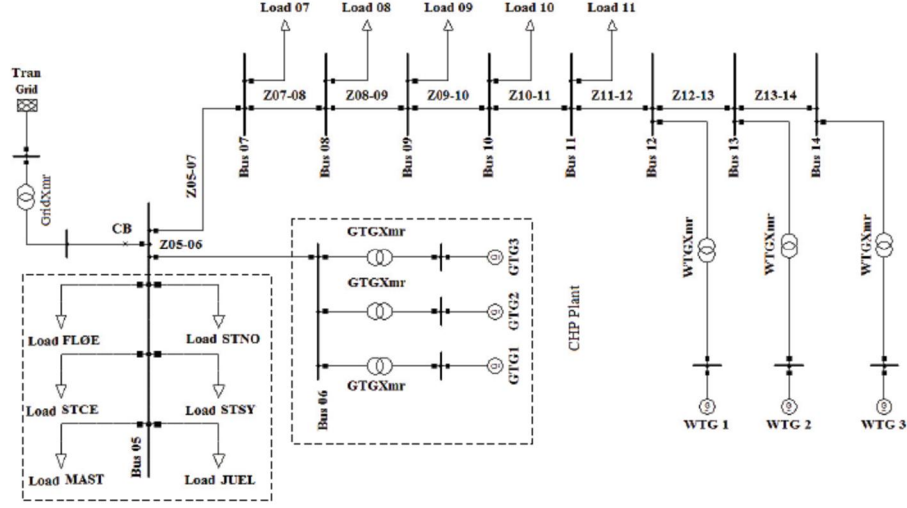 Load 07
Load 08
Load 09
Load 10
Load 11
Tran
Grid
GridXmr
Z05-07
Z07-08
Z08-09
Z09-10
Z10-11
Z11-12
Z12-13
Z13-14
Bus 07
Bus 08
Bus 09
Bus 10
Bus 11
Bus 12
Bus 13
Bus 14
CB
Z05-06
GTGXmr
GTG3
GTGXmr
GTG2
GTGXmr
GTG1
Bus 06
CHP Plant
WTGXmr
WTGXmr
WTGXmr
WTG 1
WTG 2
WTG 3
Load FLØE
Load STNO
Load STCE
Load STSY
Load MAST
Load JUEL
Bus 05